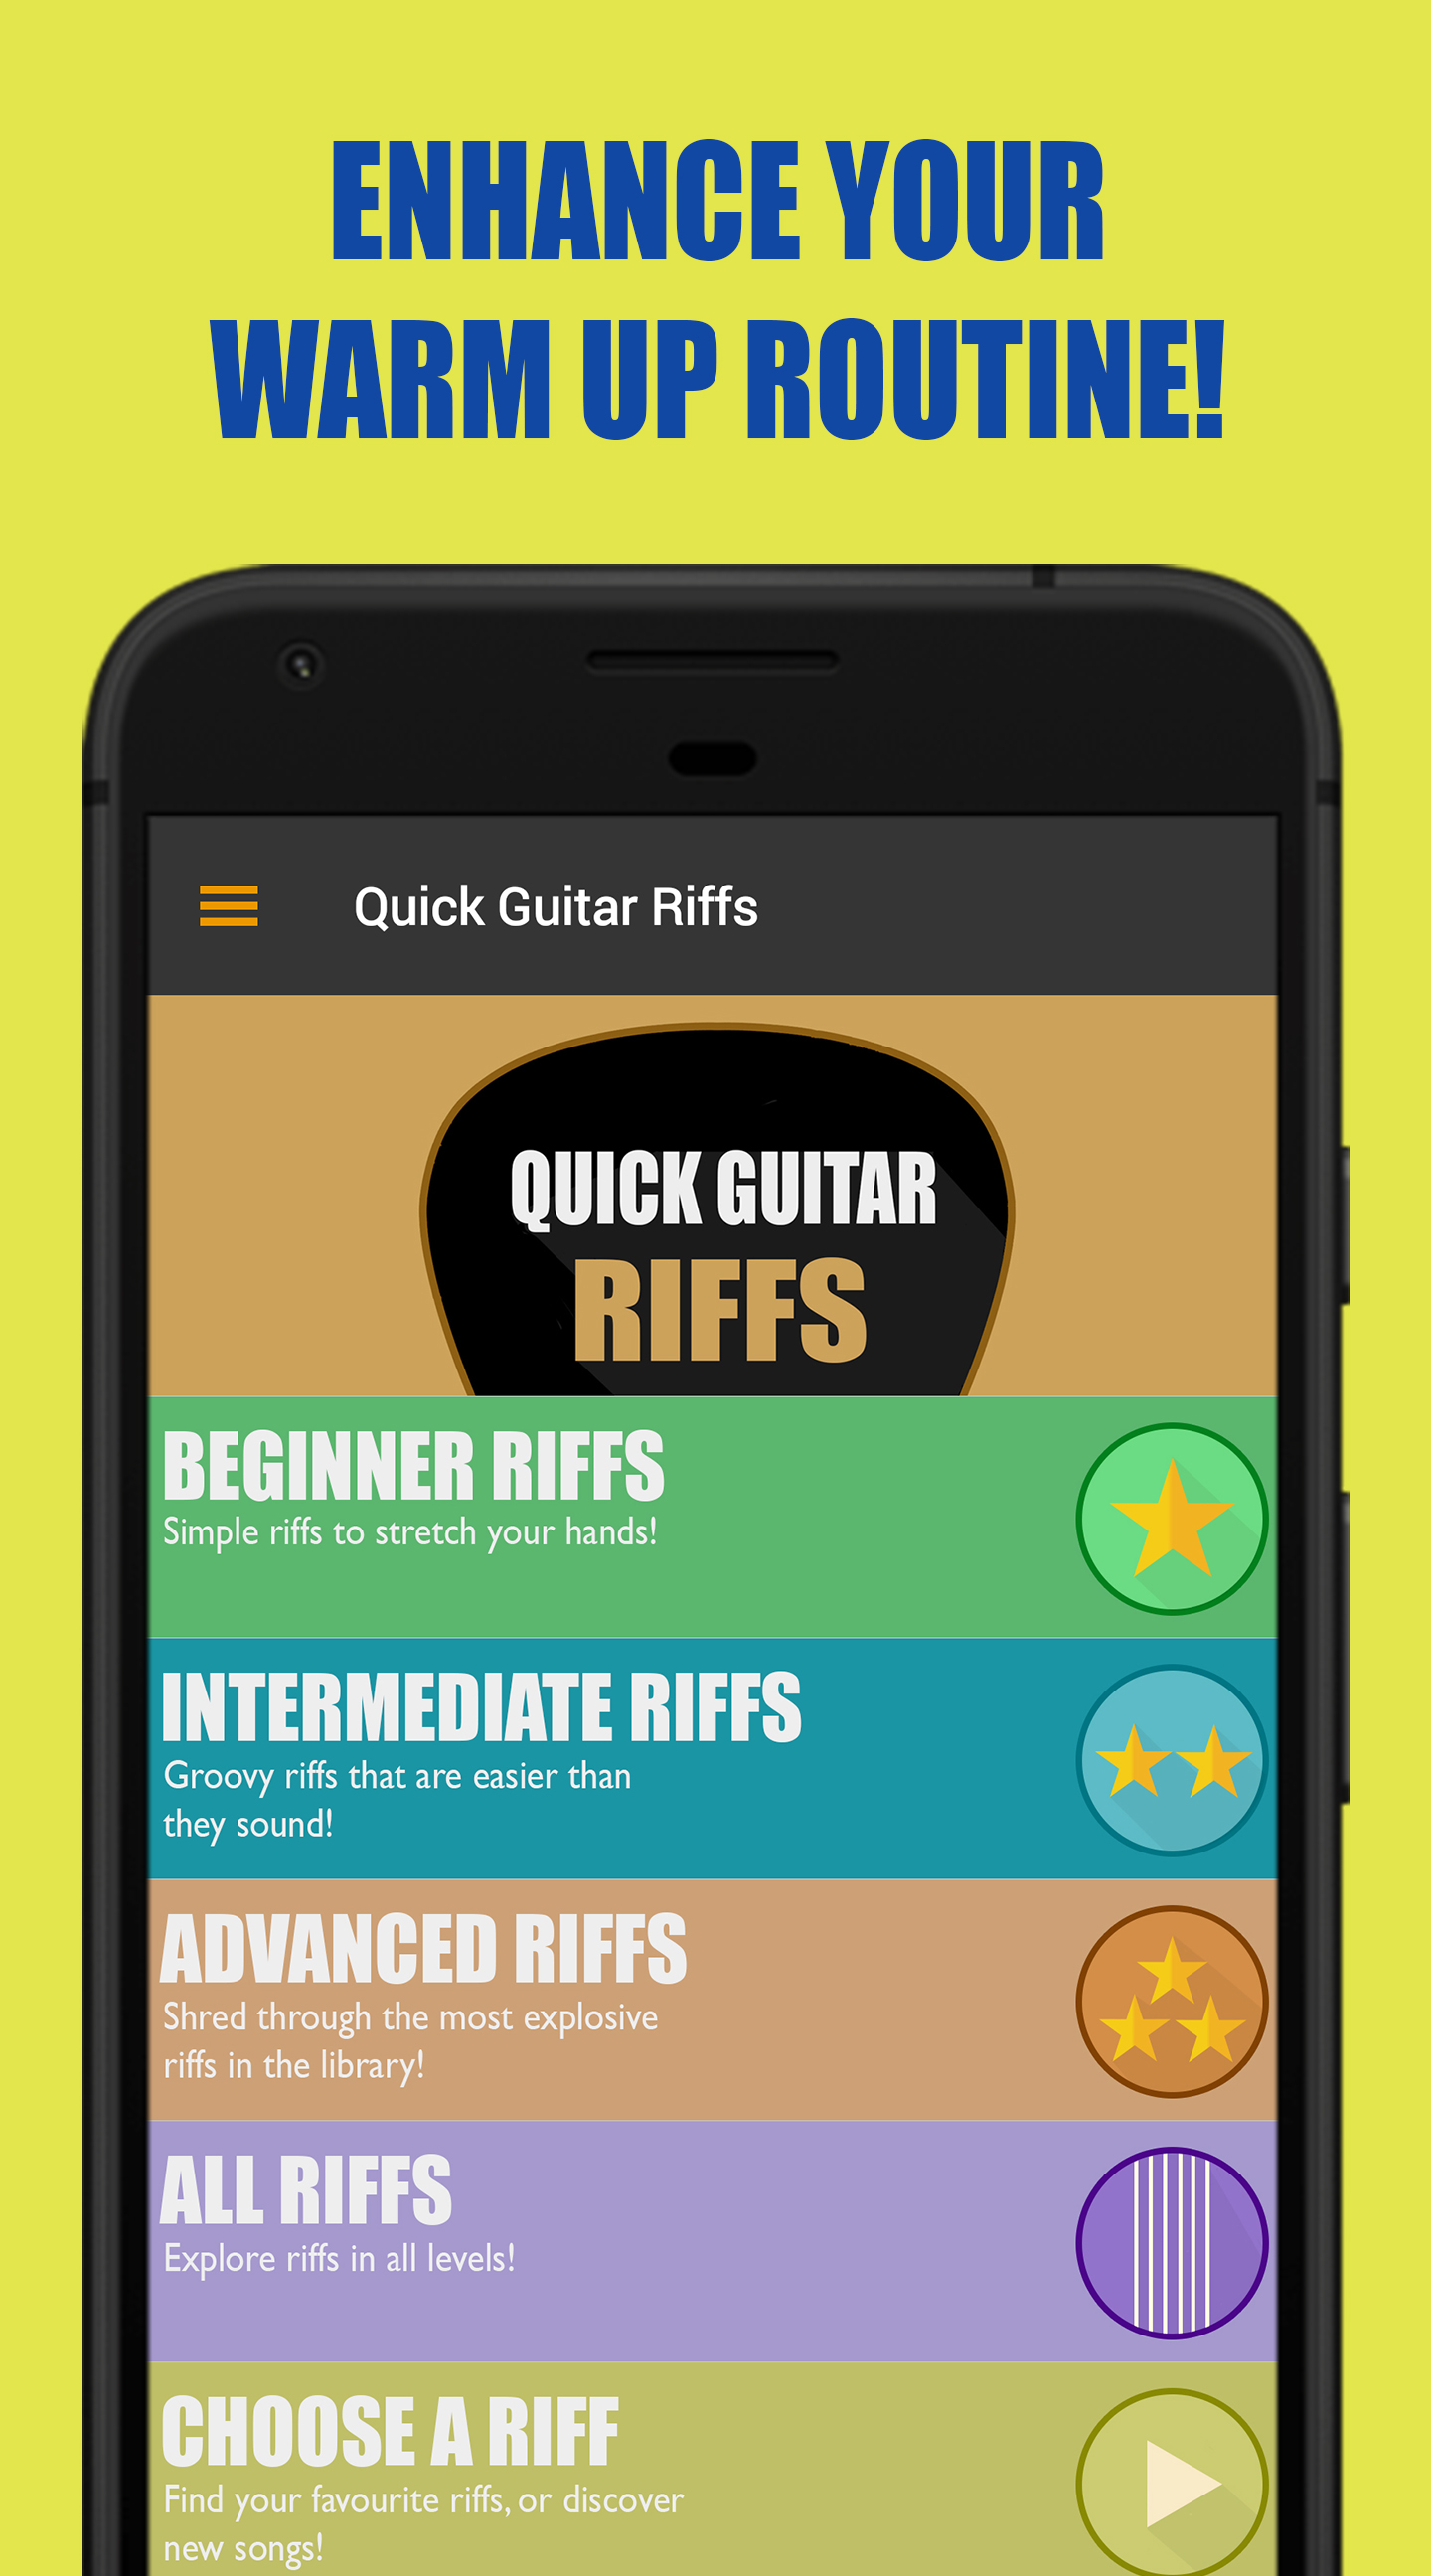 ENHANCE YOUR
WARM UP ROUTINE!
Quick Guitar Riffs
QUICK GUITAR
RIFFS
BEGINNER RIFFS
Simple riffs to stretch your hands!
INTERMEDIATE RIFFS
Groovy riffs that are easier than
they sound!
ADVANCED RIFFS
Shred through the most explosive
riffs in the library!
ALL RIFFS
Explore riffs in all levels!
CHOOSE A RIFF
Find your favourite riffs, or discover
new songs!